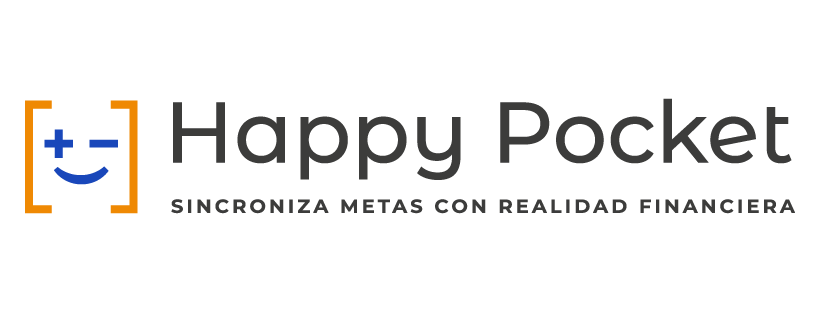 Happy Pocket
SINCRONIZA METAS CON REALIDAD FINANCIERA